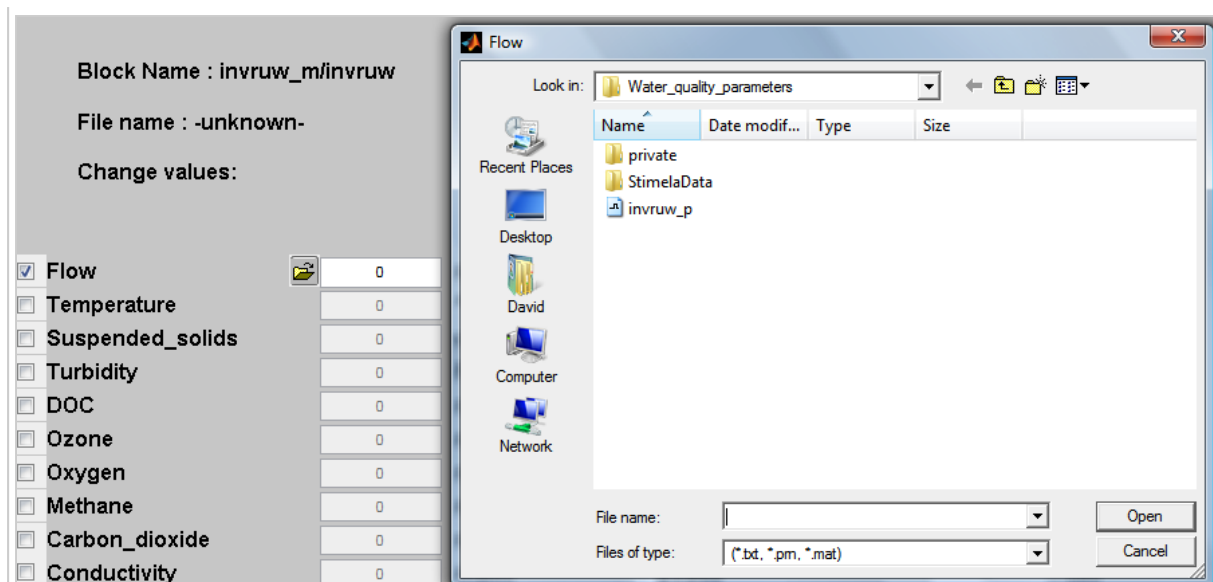 Block Name : invruw_m/invruw
File name : -unknown-
Change values:
Flow 0
Temperature 0
Suspended_solids 0
Turbidity 0
DOC 0
Ozone 0
Oxygen 0
Methane 0
Carbon_dioxide 0
Conductivity 0
Flow
Look in: Water_quality_parameters
Name Date modif... Type Size
private
StimelaData
invruw_p
Recent Places
Desktop
David
Computer
Network
File name: Open
Files of type: (*.txt, *.pm, *.mat) Cancel